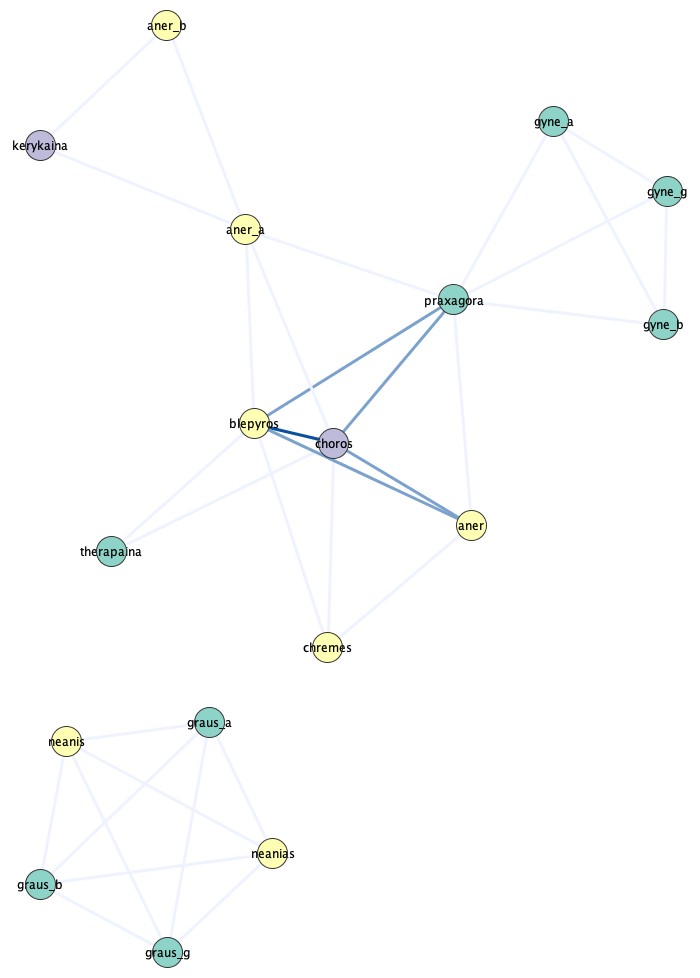 aner_b
gyne_a
kerykaina
gyne_g
aner_a
praxagora
gyne_b
blepyros
choros
aner
therapaina
chremes
graus_a
neanis
neanias
graus_b
graus_g